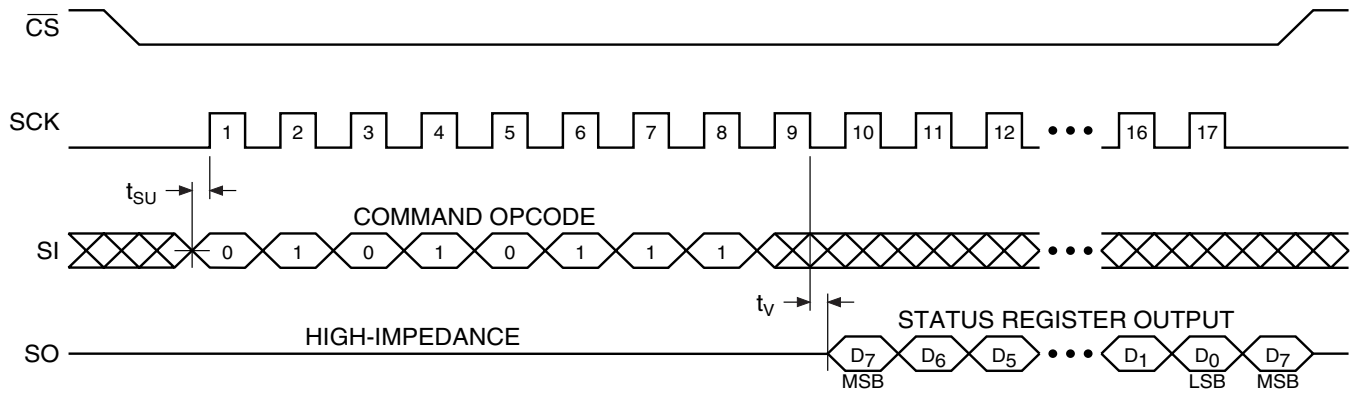 CS
SCK 1 2 3 4 5 6 7 8 9 10 11 12 ••• 16 17
tSU
COMMAND OPCODE
SI 0 1 0 1 0 1 1 1 •••
tV
HIGH-IMPEDANCE STATUS REGISTER OUTPUT
SO D7 D6 D5 ••• D1 D0 D7
MSB LSB MSB